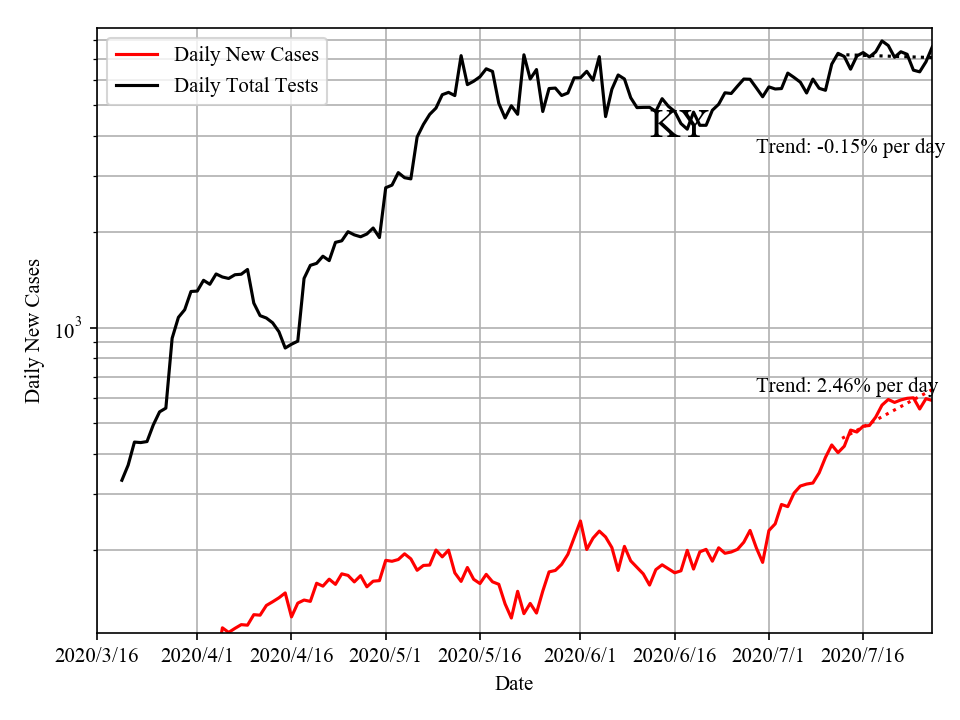 Daily New Cases
Daily Total Tests
KY
Trend: -0.15% per day
Trend: 2.46% per day
Daily New Cases
10^3
2020/3/16 2020/4/1 2020/4/16 2020/5/1 2020/5/16 2020/6/1 2020/6/16 2020/7/1 2020/7/16
Date